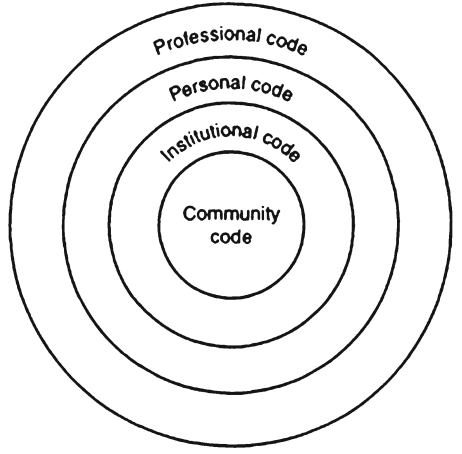 Professional code
Personal code
Institutional code
Community
code